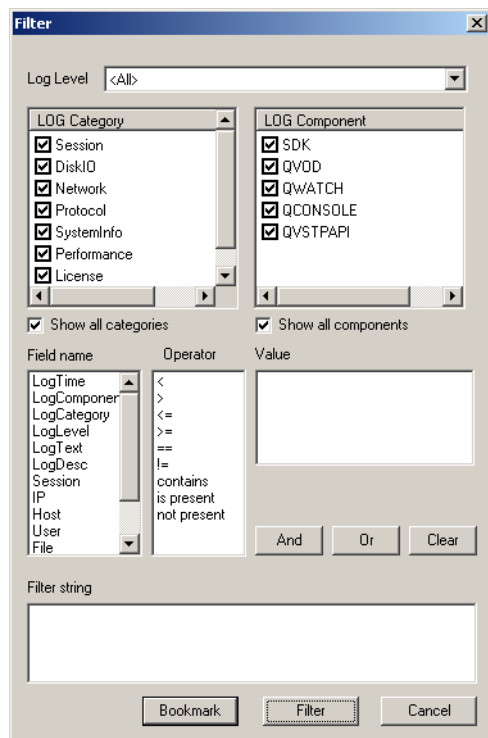 Filter
Log Level <All>
LOG Category
Session
DiskIO
Network
Protocol
SystemInfo
Performance
License
LOG Component
SDK
QVOD
QWATCH
QCONSOLE
QVSTPAPI
Show all categories
Show all components
Field name
LogTime
LogComponer
LogCategory
LogLevel
LogText
LogDesc
Session
IP
Host
User
File
Operator
<
>
<=
>=
==
!=
contains
is present
not present
Value
And Or Clear
Filter string
Bookmark Filter Cancel